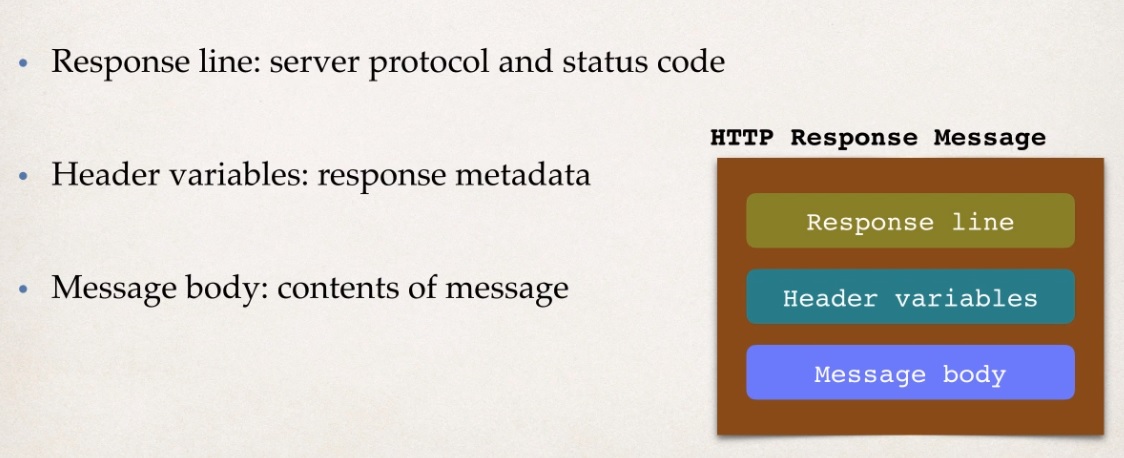 • Response line: server protocol and status code
• Header variables: response metadata
• Message body: contents of message
HTTP Response Message
Response line
Header variables
Message body